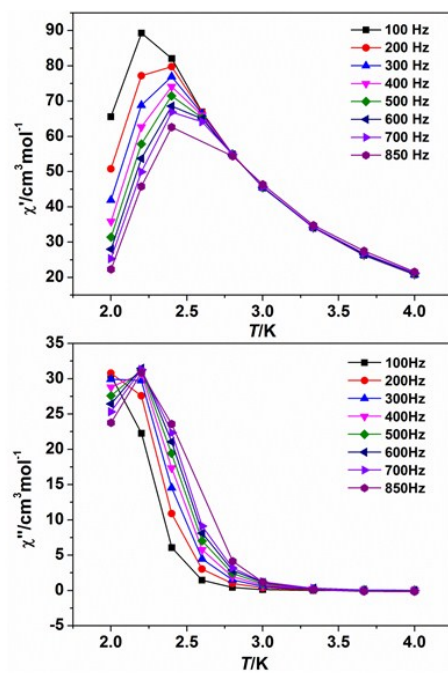 90
80
70
60
50
40
30
20
χ'/cm³mol⁻¹
100 Hz
200 Hz
300 Hz
400 Hz
500 Hz
600 Hz
700 Hz
850 Hz
2.0 2.5 3.0 3.5 4.0
T/K
35
30
25
20
15
10
5
0
-5
χ''/cm³mol⁻¹
100Hz
200Hz
300Hz
400Hz
500Hz
600Hz
700Hz
850Hz
2.0 2.5 3.0 3.5 4.0
T/K